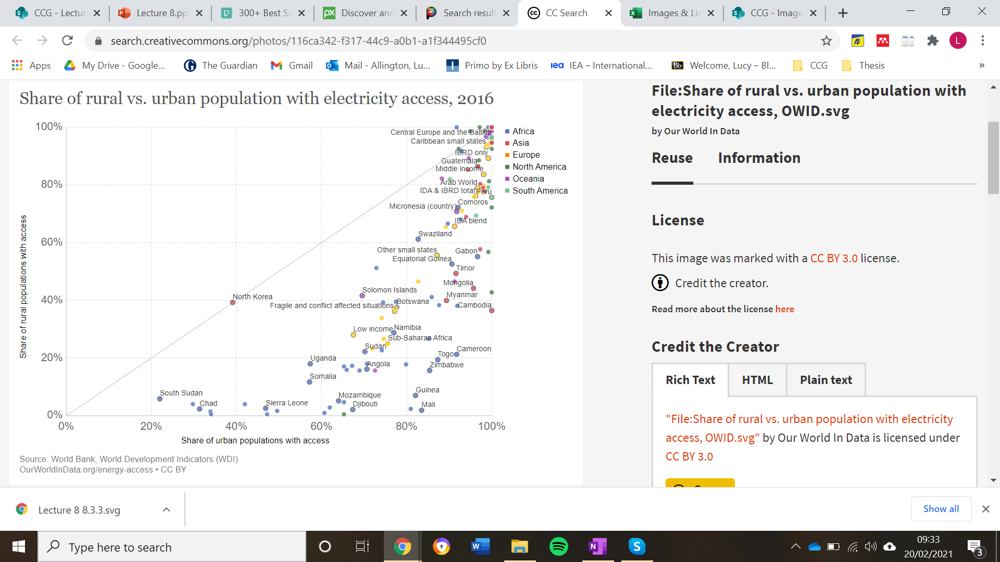 CCG - Lectur
Lecture 8.pp
300+ Best Sc
Discover and
Search result
CC Search
Images & Lin
CCG - Image
search.creativecommons.org/photos/116ca342-f317-44c9-a0b1-a1f344495cf0
L
Apps
My Drive - Google...
The Guardian
Gmail
Mail - Allington, Lu...
Primo by Ex Libris
iea IEA – International...
Bb Welcome, Lucy – Bl...
CCG
Thesis
»
Share of rural vs. urban population with electricity access, 2016
100%
80%
60%
40%
20%
0%
Share of rural populations with access
Central Europe and the Baltics
Caribbean small states
IBRD only
Guatemala
Middle income
Arab World
IDA & IBRD total
Peru
Comoros
Micronesia (country)
IDA blend
Swaziland
Other small states
Gabon
Equatorial Guinea
Timor
Mongolia
Solomon Islands
Myanmar
North Korea
Botswana
Fragile and conflict affected situations
Cambodia
Low income
Namibia
Sub-Saharan Africa
Sudan
Cameroon
Togo
Uganda
Angola
Zimbabwe
Somalia
Guinea
South Sudan
Mozambique
Chad
Sierra Leone
Djibouti
Mali
0%
20%
40%
60%
80%
100%
Share of urban populations with access
Africa
Asia
Europe
North America
Oceania
South America
Source: World Bank, World Development Indicators (WDI)
OurWorldInData.org/energy-access • CC BY
File:Share of rural vs. urban population with
electricity access, OWID.svg
by Our World In Data
Reuse
Information
License
This image was marked with a CC BY 3.0 license.
Credit the creator.
Read more about the license here
Credit the Creator
Rich Text
HTML
Plain text
"File:Share of rural vs. urban population with electricity
access, OWID.svg" by Our World In Data is licensed under
CC BY 3.0
Lecture 8 8.3.3.svg
Show all
Type here to search
09:33
20/02/2021
3